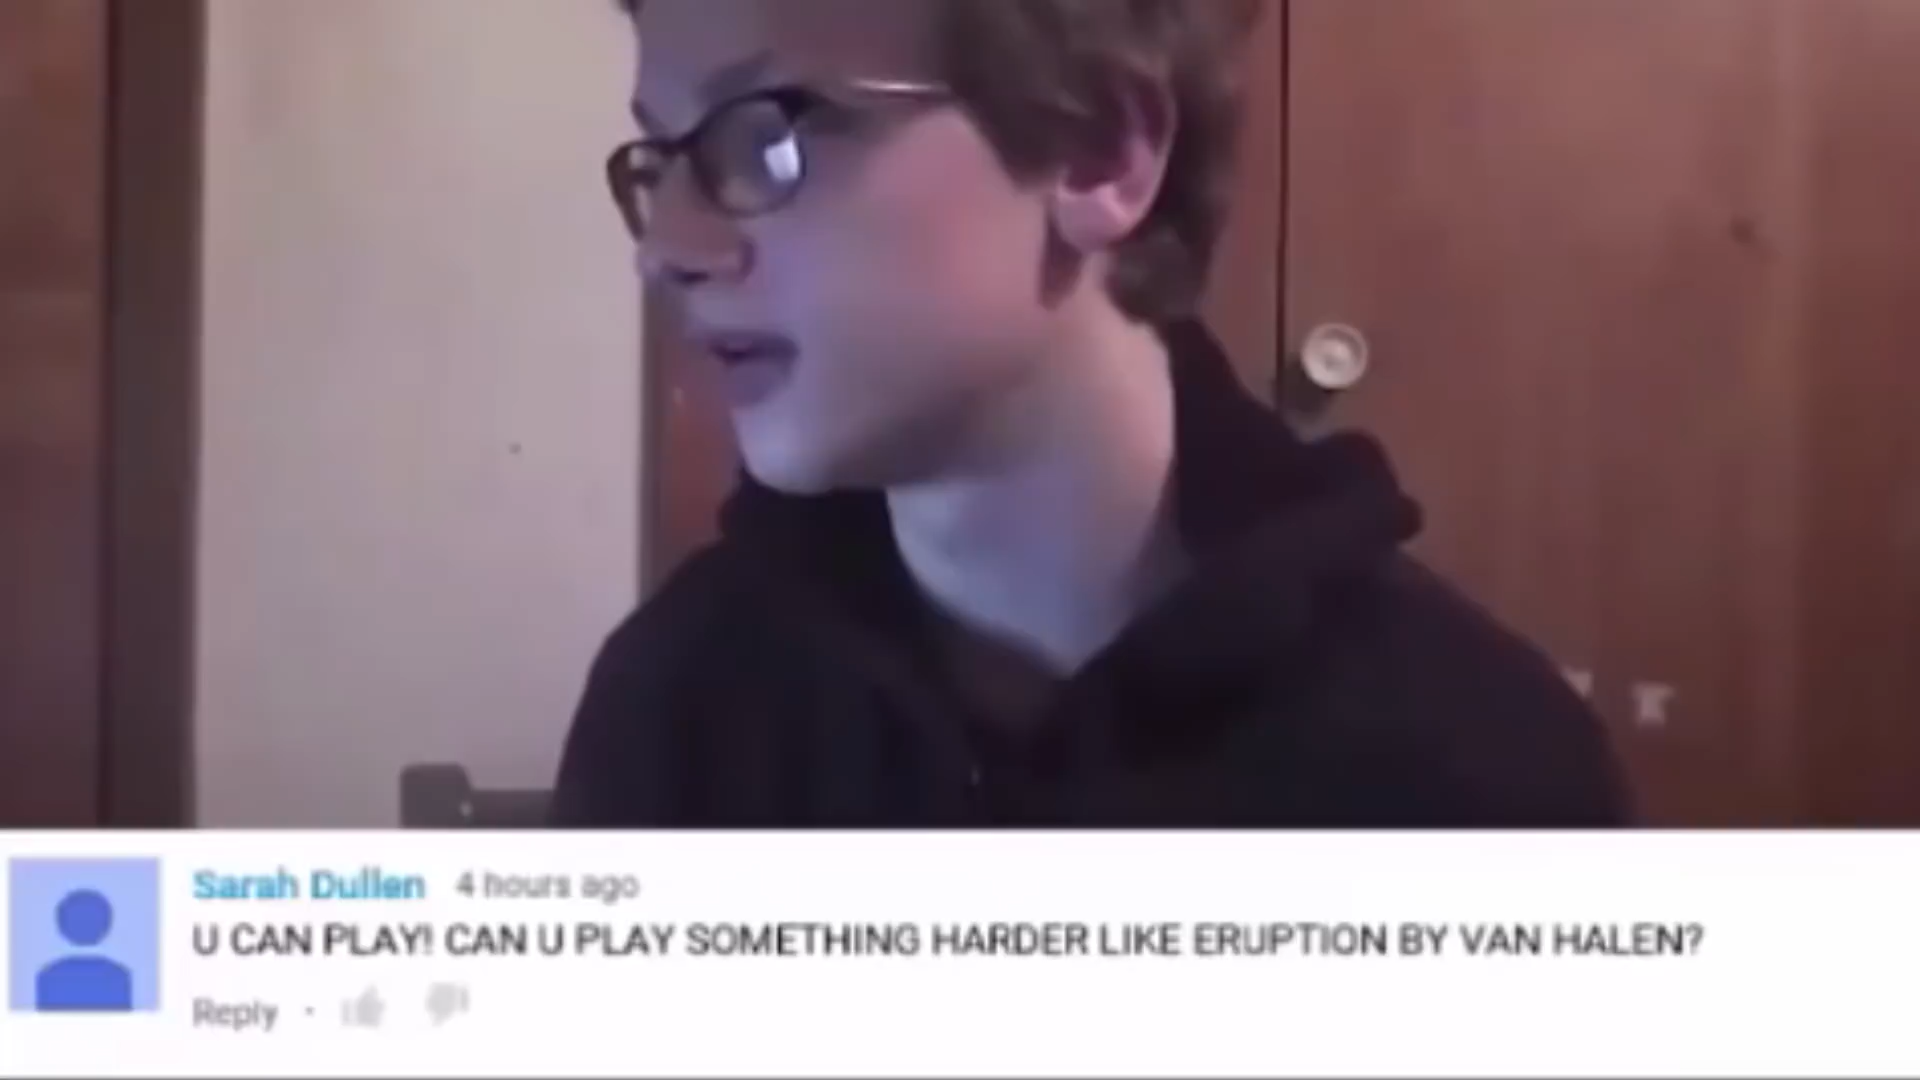 Sarah Dullen 4 hours ago
U CAN PLAY! CAN U PLAY SOMETHING HARDER LIKE ERUPTION BY VAN HALEN?
Reply